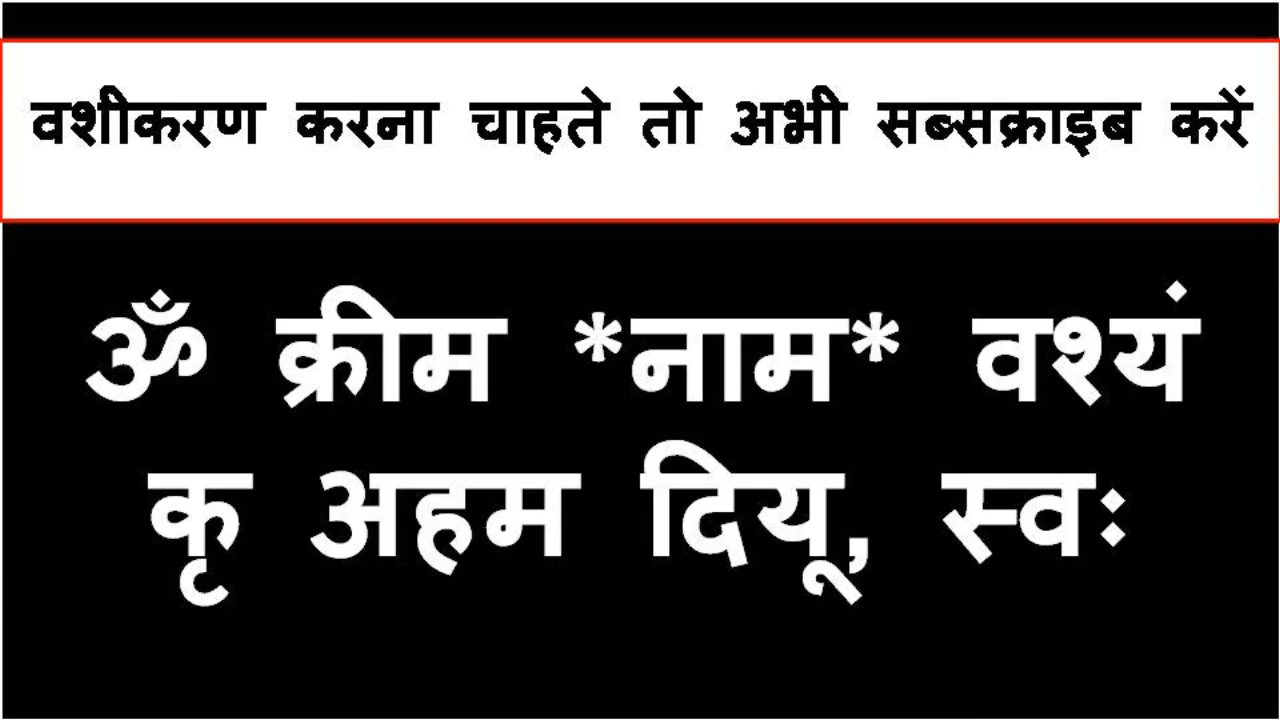 वशीकरण करना चाहते तो अभी सब्सक्राइब करें
ॐ क्रीम *नाम* वश्यं
कृ अहम दियू, स्वः